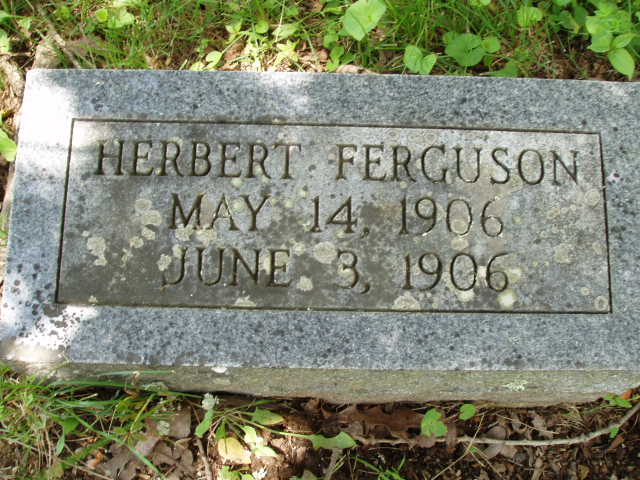 HERBERT FERGUSON
MAY 14, 1906
JUNE 3, 1906